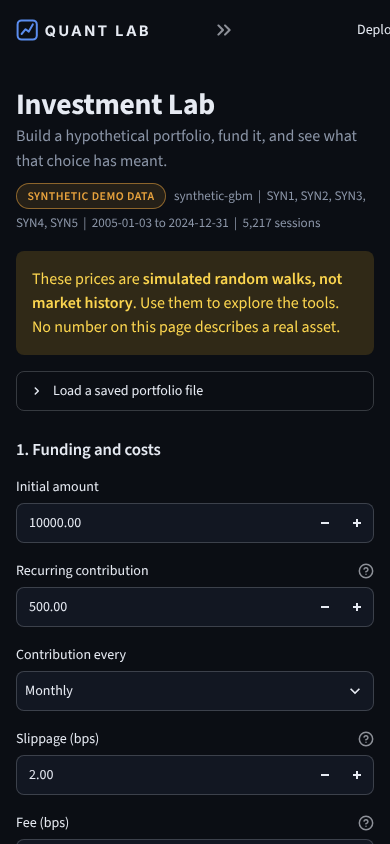 QUANT LAB
Deplo
Investment Lab
Build a hypothetical portfolio, fund it, and see what
that choice has meant.
SYNTHETIC DEMO DATA synthetic-gbm | SYN1, SYN2, SYN3,
SYN4, SYN5 | 2005-01-03 to 2024-12-31 | 5,217 sessions
These prices are simulated random walks, not
market history. Use them to explore the tools.
No number on this page describes a real asset.
Load a saved portfolio file
1. Funding and costs
Initial amount
10000.00
Recurring contribution
500.00
Contribution every
Monthly
Slippage (bps)
2.00
Fee (bps)